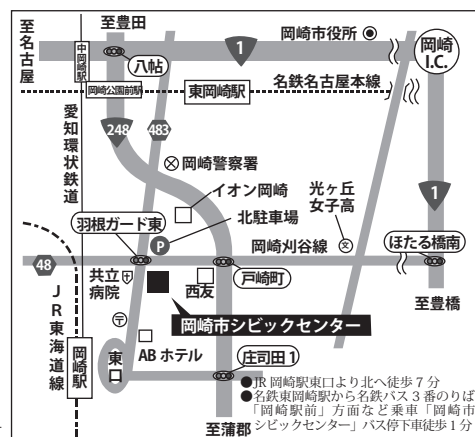 至豊田
岡崎市役所
至名古屋
中岡崎駅
八帖
1
岡崎
I.C.
岡崎公園前駅
東岡崎駅
名鉄名古屋本線
愛知環状鉄道
248
483
岡崎警察署
イオン岡崎
光ヶ丘
女子高
1
羽根ガード東
北駐車場
P
岡崎刈谷線
文
ほたる橋南
48
共立
病院
西友
戸崎町
至豊橋
JR東海道線
岡崎市シビックセンター
〒
岡崎駅
東口
ABホテル
庄司田1
至蒲郡
●JR岡崎駅東口より北へ徒歩7分
●名鉄東岡崎駅から名鉄バス3番のりば
「岡崎駅前」方面など乗車「岡崎市
シビックセンター」バス停下車徒歩1分